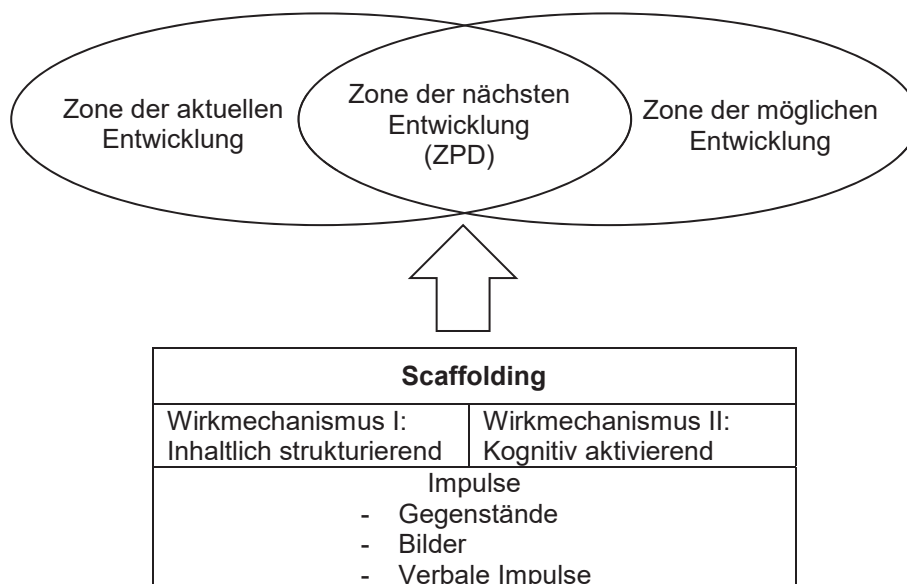 Zone der aktuellen
Entwicklung
Zone der nächsten
Entwicklung
(ZPD)
Zone der möglichen
Entwicklung
Scaffolding
Wirkmechanismus I:
Inhaltlich strukturierend
Wirkmechanismus II:
Kognitiv aktivierend
Impulse
- Gegenstände
- Bilder
- Verbale Impulse